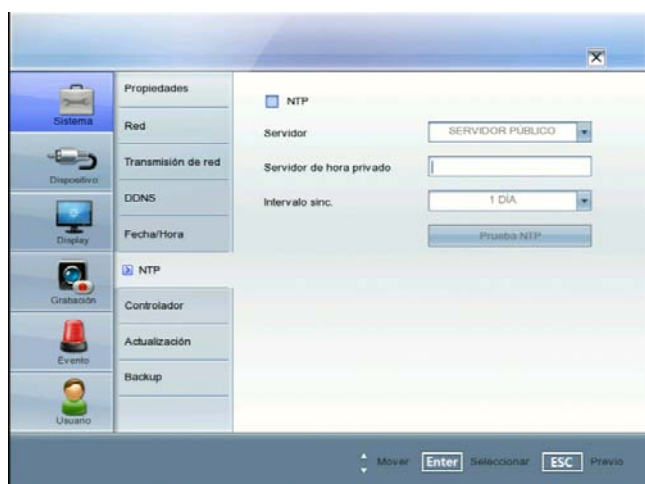 Sistema
Dispositivo
Display
Grabación
Evento
Usuario
Propiedades
Red
Transmisión de red
DDNS
Fecha/Hora
NTP
Controlador
Actualización
Backup
NTP
Servidor SERVIDOR PÚBLICO
Servidor de hora privado
Intervalo sinc. 1 DÍA
Prueba NTP
Mover Enter Seleccionar ESC Previo